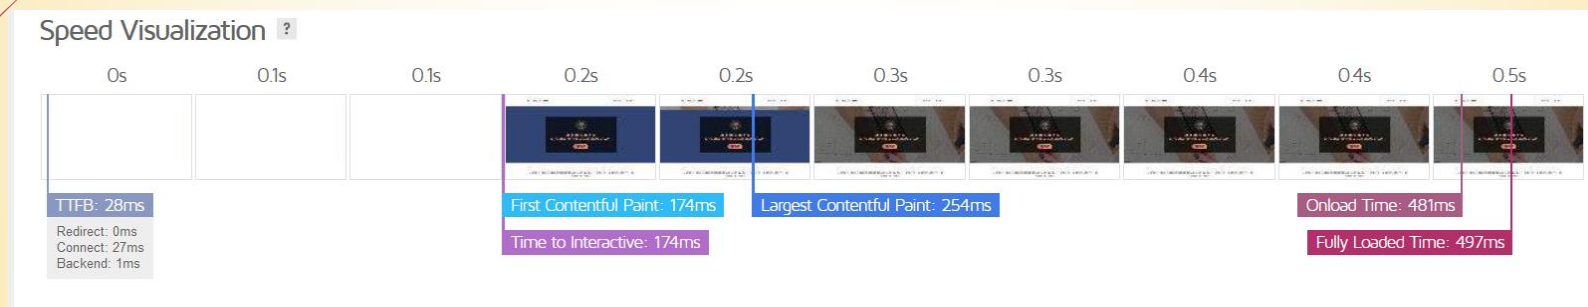 Speed Visualization ?
0s 0.1s 0.1s 0.2s 0.2s 0.3s 0.3s 0.4s 0.4s 0.5s
TTFB: 28ms
First Contentful Paint: 174ms
Largest Contentful Paint: 254ms
Onload Time: 481ms
Redirect: 0ms
Connect: 27ms
Backend: 1ms
Time to Interactive: 174ms
Fully Loaded Time: 497ms